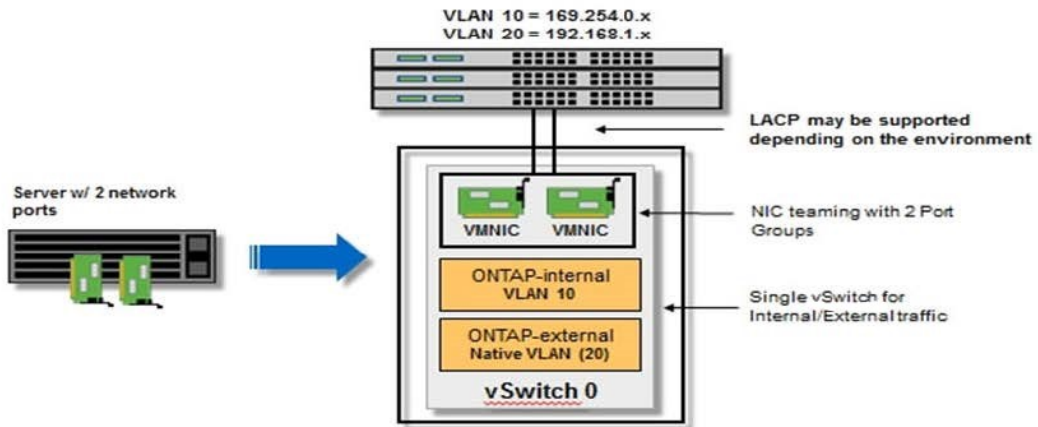 VLAN 10 = 169.254.0.x
VLAN 20 = 192.168.1.x
LACP may be supported
depending on the environment
Server w/ 2 network
ports
VMNIC VMNIC
NIC teaming with 2 Port
Groups
ONTAP-internal
VLAN 10
Single vSwitch for
Internal/External traffic
ONTAP-external
Native VLAN (20)
vSwitch 0